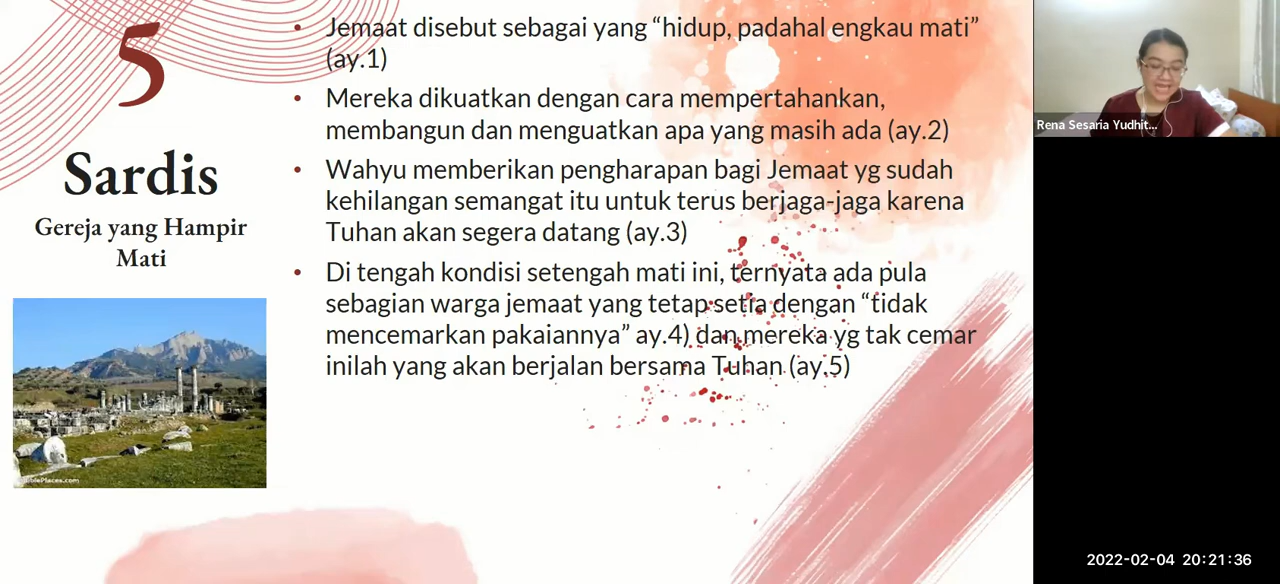 5
Sardis
Gereja yang Hampir
Mati
• Jemaat disebut sebagai yang “hidup, padahal engkau mati”
(ay.1)
• Mereka dikuatkan dengan cara mempertahankan,
membangun dan menguatkan apa yang masih ada (ay.2)
• Wahyu memberikan pengharapan bagi Jemaat yg sudah
kehilangan semangat itu untuk terus berjaga-jaga karena
Tuhan akan segera datang (ay.3)
• Di tengah kondisi setengah mati ini, ternyata ada pula
sebagian warga jemaat yang tetap setia dengan “tidak
mencemarkan pakaiannya” ay.4) dan mereka yg tak cemar
inilah yang akan berjalan bersama Tuhan (ay.5)
Rena Sesaria Yudhit...
2022-02-04 20:21:36